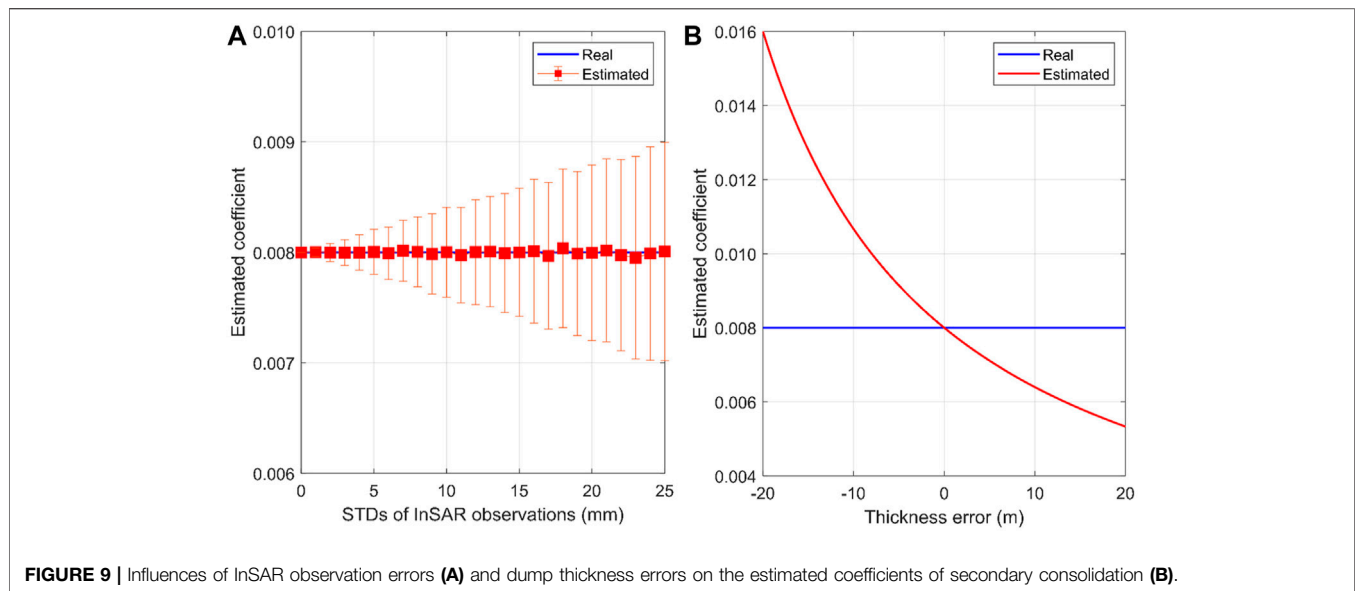 A
0.010
0.009
0.008
0.007
0.006
Estimated coefficient
Real
Estimated
0
5
10
15
20
25
STDs of InSAR observations (mm)
B
0.016
0.014
0.012
0.010
0.008
0.006
0.004
Estimated coefficient
Real
Estimated
-20
-10
0
10
20
Thickness error (m)
FIGURE 9 | Influences of InSAR observation errors (A) and dump thickness errors on the estimated coefficients of secondary consolidation (B).